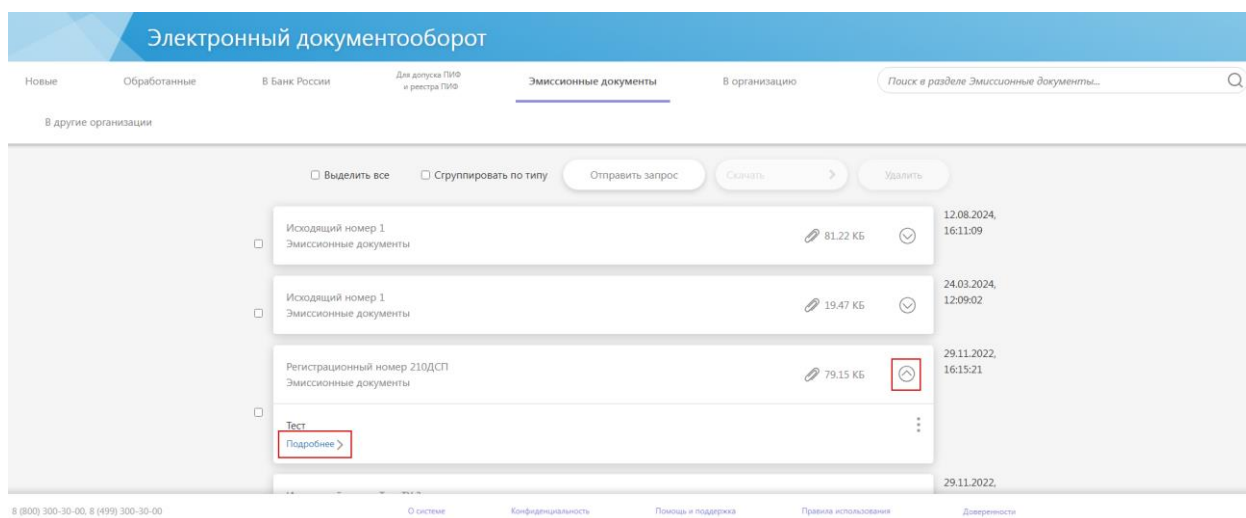 Электронный документооборот
Новые
Обработанные
В Банк России
Для допуска ПИФ
и реестра ПИФ
Эмиссионные документы
В организацию
Поиск в разделе Эмиссионные документы...
В другие организации
Выделить все
Сгруппировать по типу
Отправить запрос
Скачать
Удалить
Исходящий номер 1
Эмиссионные документы
81.22 КБ
12.08.2024,
16:11:09
Исходящий номер 1
Эмиссионные документы
19.47 КБ
24.03.2024,
12:09:02
Регистрационный номер 210ДСП
Эмиссионные документы
79.15 КБ
29.11.2022,
16:15:21
Тест
Подробнее
29.11.2022,
8 (800) 300-30-00, 8 (499) 300-30-00
О системе
Конфиденциальность
Помощь и поддержка
Правила использования
Доверенности